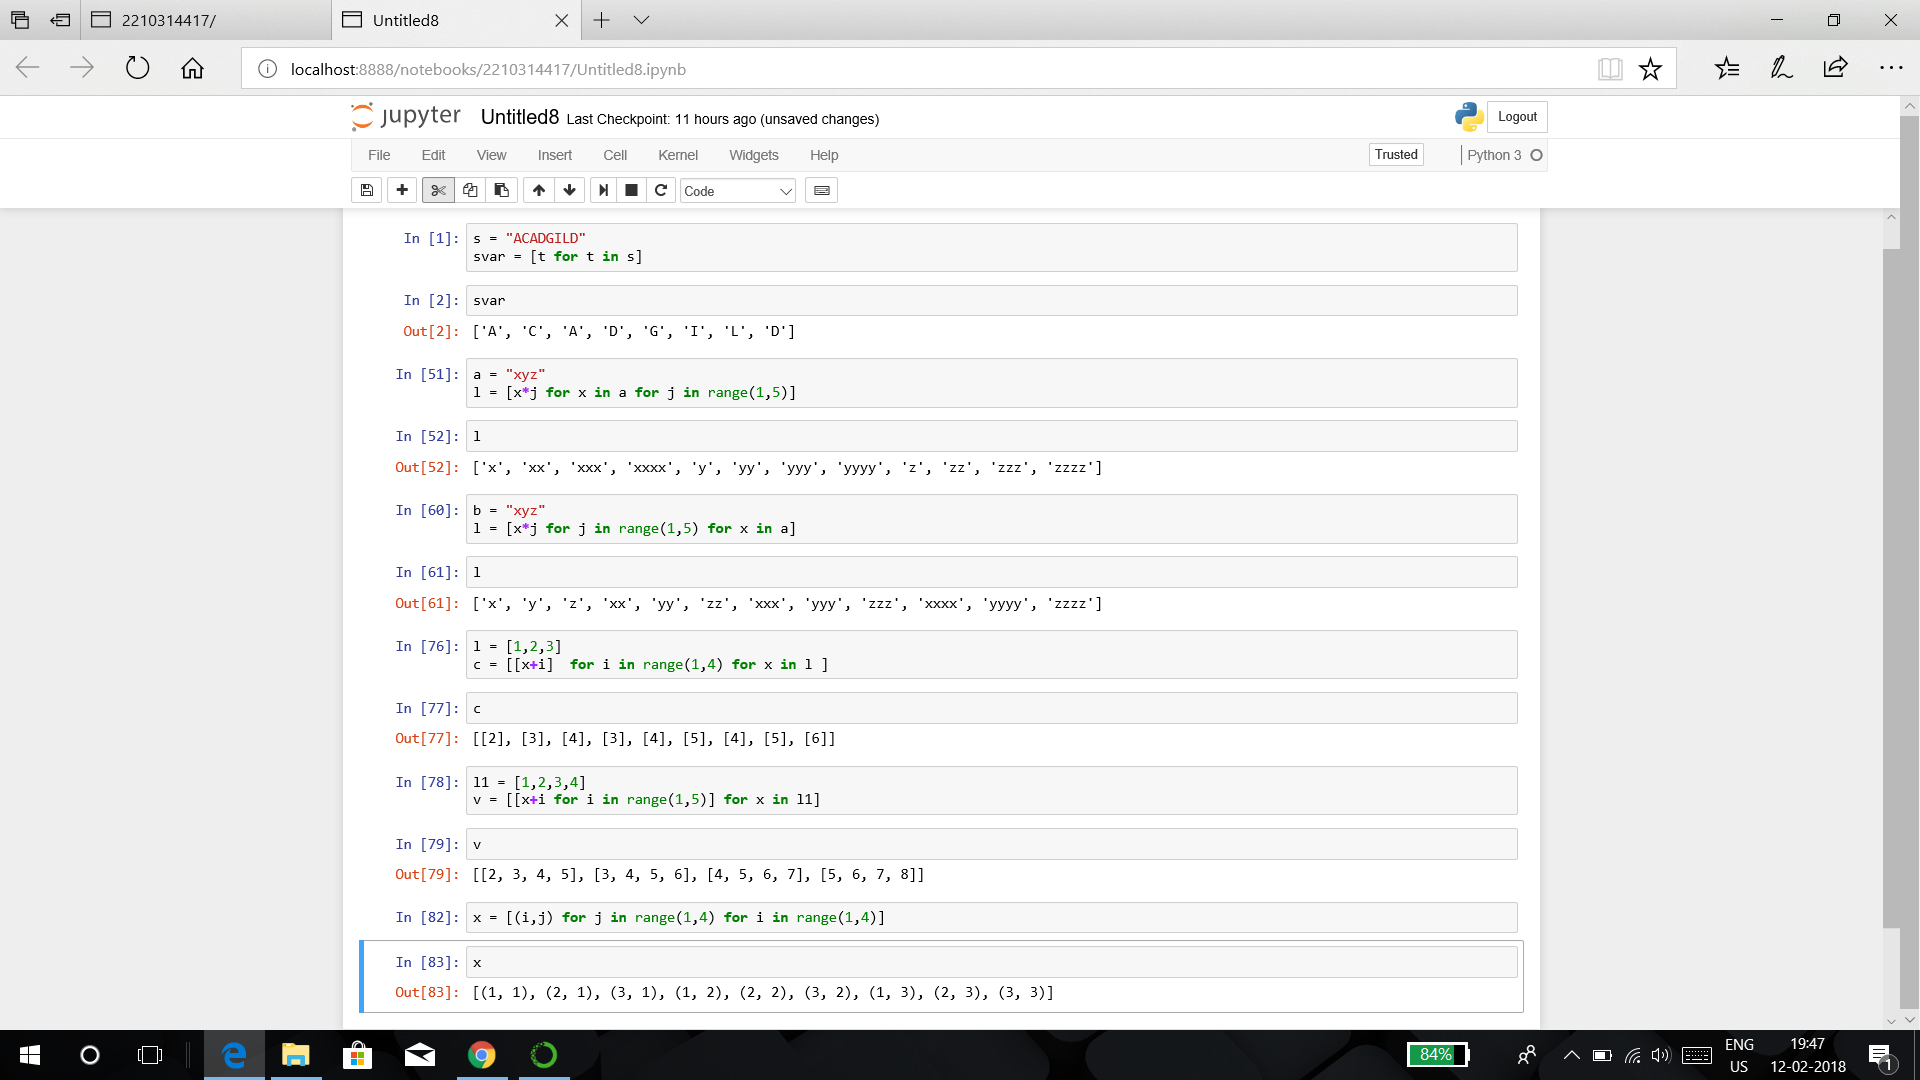 2210314417/ Untitled8
localhost:8888/notebooks/2210314417/Untitled8.ipynb
jupyter Untitled8 Last Checkpoint: 11 hours ago (unsaved changes) Logout
File Edit View Insert Cell Kernel Widgets Help Trusted Python 3
Code
In [1]: s = "ACADGILD"
svar = [t for t in s]
In [2]: svar
Out[2]: ['A', 'C', 'A', 'D', 'G', 'I', 'L', 'D']
In [51]: a = "xyz"
l = [x*j for x in a for j in range(1,5)]
In [52]: l
Out[52]: ['x', 'xx', 'xxx', 'xxxx', 'y', 'yy', 'yyy', 'yyyy', 'z', 'zz', 'zzz', 'zzzz']
In [60]: b = "xyz"
l = [x*j for j in range(1,5) for x in a]
In [61]: l
Out[61]: ['x', 'y', 'z', 'xx', 'yy', 'zz', 'xxx', 'yyy', 'zzz', 'xxxx', 'yyyy', 'zzzz']
In [76]: l = [1,2,3]
c = [[x+i]  for i in range(1,4) for x in l ]
In [77]: c
Out[77]: [[2], [3], [4], [3], [4], [5], [4], [5], [6]]
In [78]: l1 = [1,2,3,4]
v = [[x+i for i in range(1,5)] for x in l1]
In [79]: v
Out[79]: [[2, 3, 4, 5], [3, 4, 5, 6], [4, 5, 6, 7], [5, 6, 7, 8]]
In [82]: x = [(i,j) for j in range(1,4) for i in range(1,4)]
In [83]: x
Out[83]: [(1, 1), (2, 1), (3, 1), (1, 2), (2, 2), (3, 2), (1, 3), (2, 3), (3, 3)]
84% ENG 19:47
US 12-02-2018 1